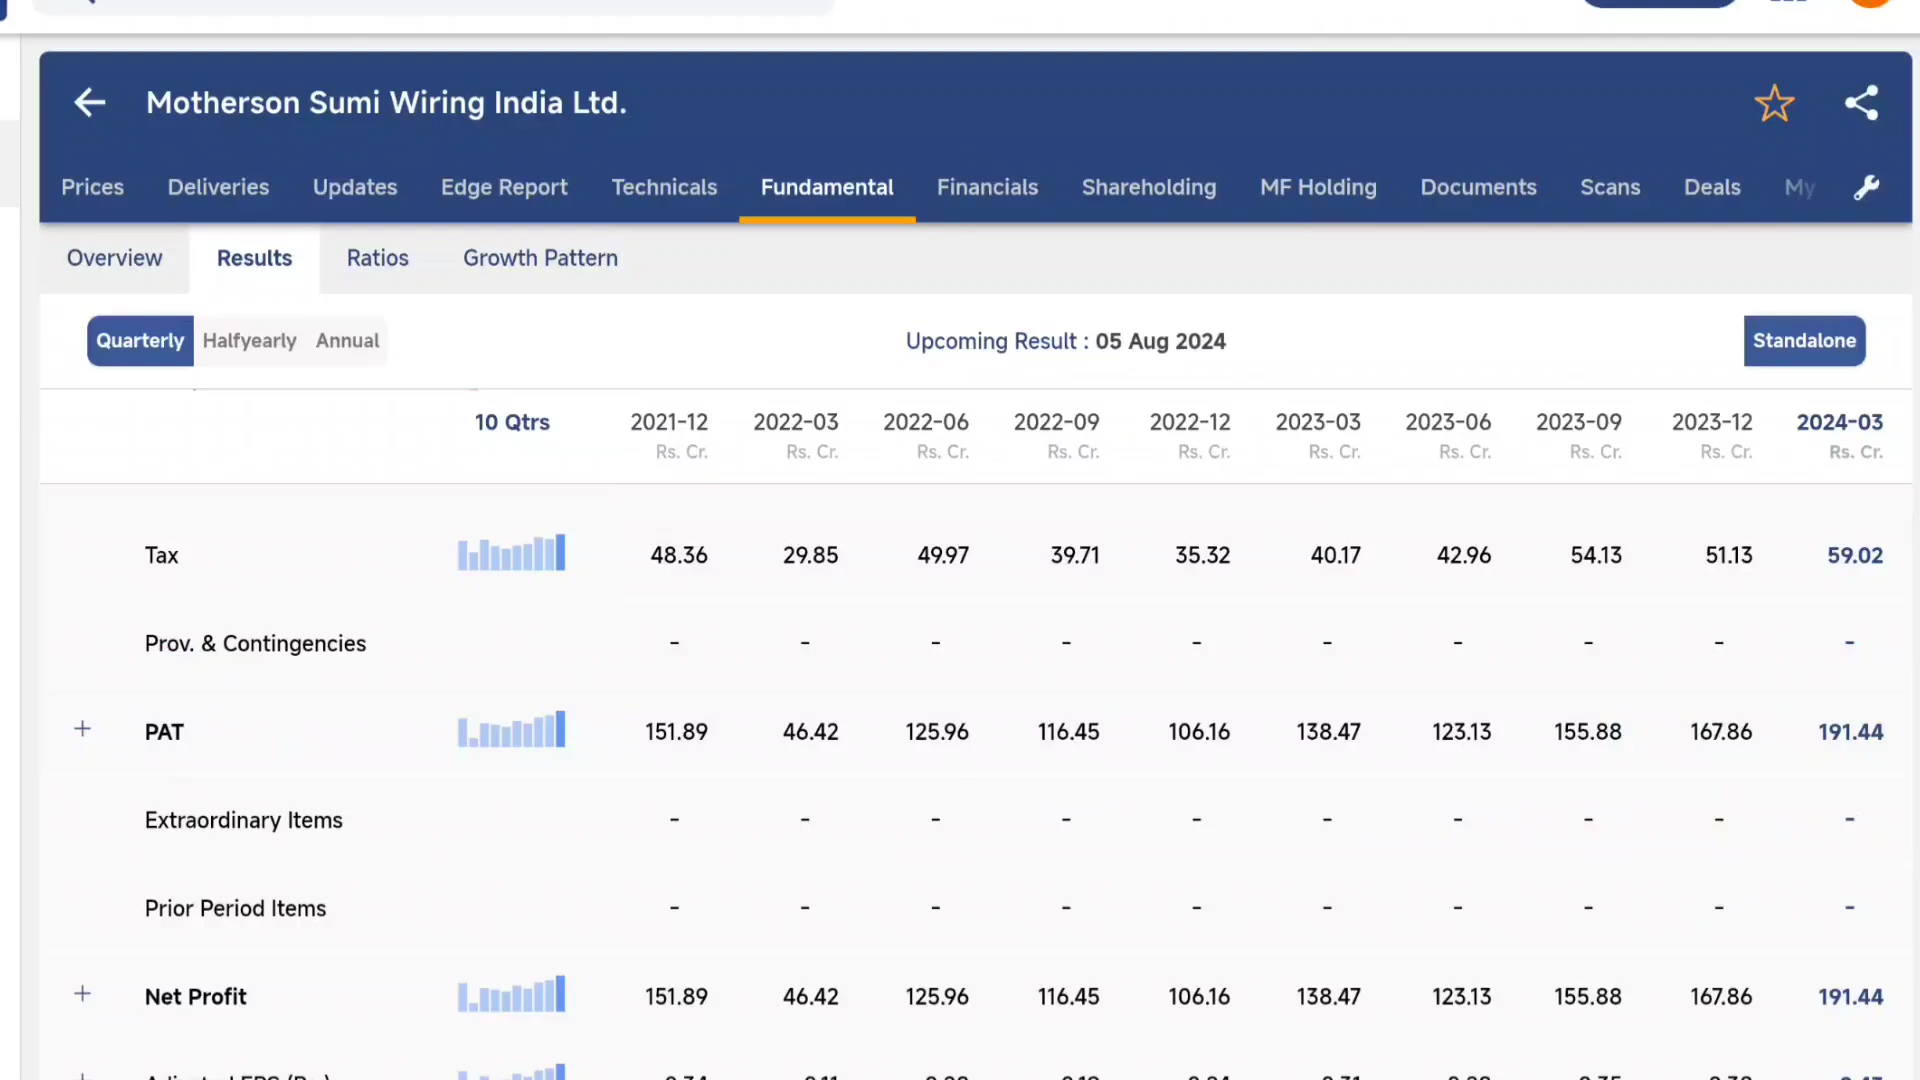 Motherson Sumi Wiring India Ltd.
Prices Deliveries Updates Edge Report Technicals Fundamental Financials Shareholding MF Holding Documents Scans Deals My
Overview Results Ratios Growth Pattern
Quarterly Halfyearly Annual Upcoming Result : 05 Aug 2024 Standalone
10 Qtrs 2021-12 2022-03 2022-06 2022-09 2022-12 2023-03 2023-06 2023-09 2023-12 2024-03
Rs. Cr. Rs. Cr. Rs. Cr. Rs. Cr. Rs. Cr. Rs. Cr. Rs. Cr. Rs. Cr. Rs. Cr. Rs. Cr.
Tax 48.36 29.85 49.97 39.71 35.32 40.17 42.96 54.13 51.13 59.02
Prov. & Contingencies - - - - - - - - - -
+ PAT 151.89 46.42 125.96 116.45 106.16 138.47 123.13 155.88 167.86 191.44
Extraordinary Items - - - - - - - - - -
Prior Period Items - - - - - - - - - -
+ Net Profit 151.89 46.42 125.96 116.45 106.16 138.47 123.13 155.88 167.86 191.44